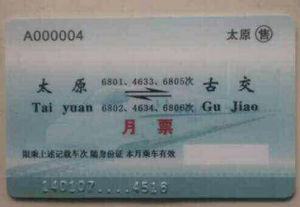 A000004 太原 售
太原 6801、4633、6805次 古交
Tai yuan 6802、4634、6806次 Gu Jiao
月票
限乘上述记载车次 随身份证 本月乘车有效
140107....4516